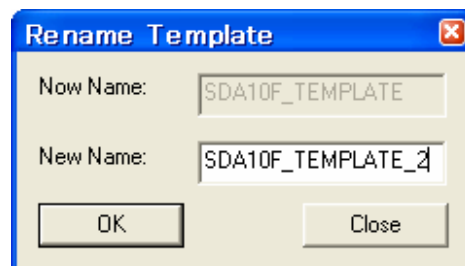 Rename Template
Now Name: SDA10F_TEMPLATE
New Name: SDA10F_TEMPLATE_2
OK Close